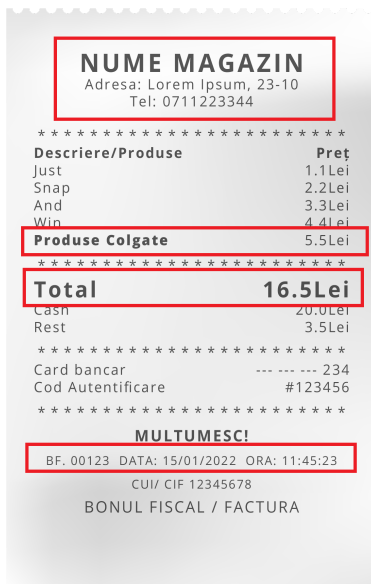 NUME MAGAZIN
Adresa: Lorem Ipsum, 23-10
Tel: 0711223344
* * * * * * * * * * * * * * * * * * * * * * * *
Descriere/Produse Preț
Just 1.1Lei
Snap 2.2Lei
And 3.3Lei
Win 4.4Lei
Produse Colgate 5.5Lei
* * * * * * * * * * * * * * * * * * * * * * * *
Total 16.5Lei
Cash 20.0Lei
Rest 3.5Lei
* * * * * * * * * * * * * * * * * * * * * * * *
Card bancar --- --- --- 234
Cod Autentificare #123456
* * * * * * * * * * * * * * * * * * * * * * * *
MULTUMESC!
BF. 00123 DATA: 15/01/2022 ORA: 11:45:23
CUI/ CIF 12345678
BONUL FISCAL / FACTURA